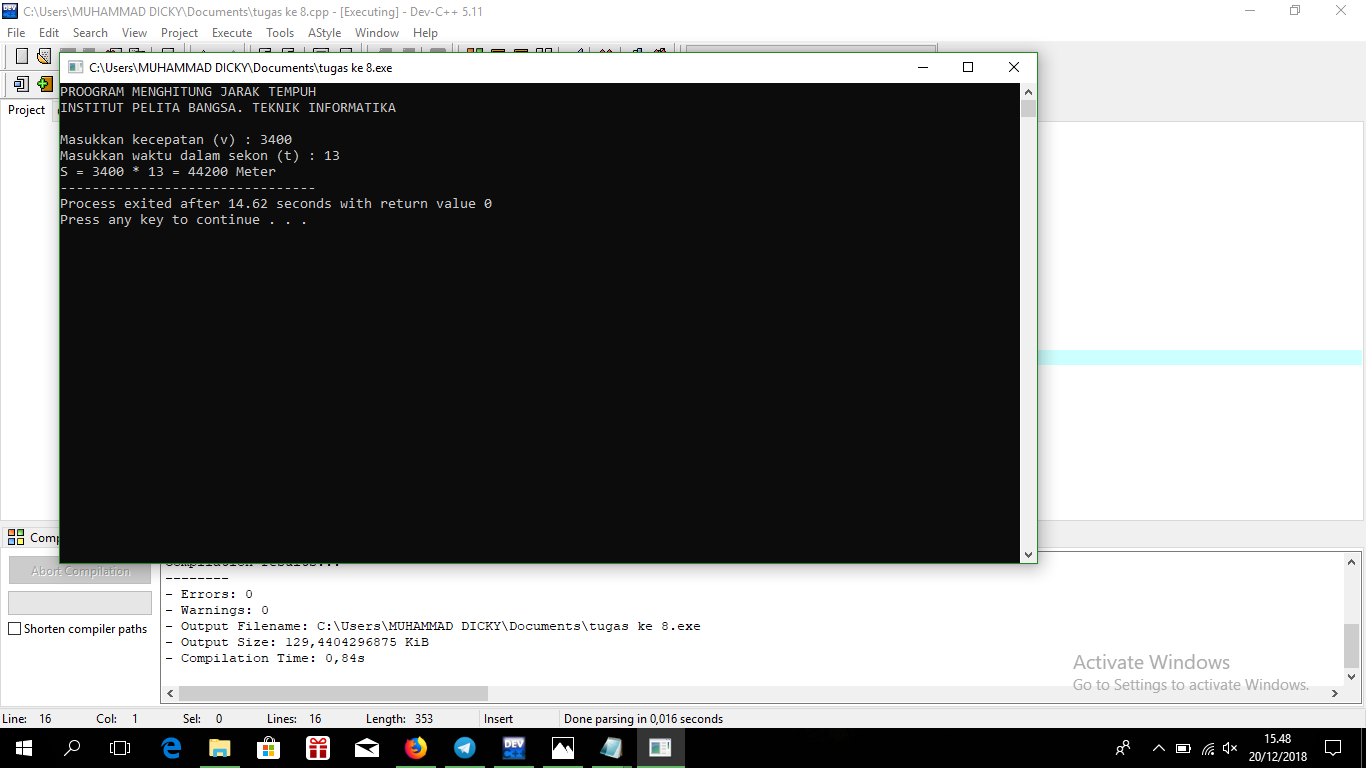 C:\Users\MUHAMMAD DICKY\Documents\tugas ke 8.cpp - [Executing] - Dev-C++ 5.11
File Edit Search View Project Execute Tools AStyle Window Help
C:\Users\MUHAMMAD DICKY\Documents\tugas ke 8.exe
Project
PROOGRAM MENGHITUNG JARAK TEMPUH
INSTITUT PELITA BANGSA. TEKNIK INFORMATIKA
Masukkan kecepatan (v) : 3400
Masukkan waktu dalam sekon (t) : 13
S = 3400 * 13 = 44200 Meter
--------------------------------
Process exited after 14.62 seconds with return value 0
Press any key to continue . . .
Abort Compilation
Shorten compiler paths
Compilation results...
--------
- Errors: 0
- Warnings: 0
- Output Filename: C:\Users\MUHAMMAD DICKY\Documents\tugas ke 8.exe
- Output Size: 129,4404296875 KiB
- Compilation Time: 0,84s
Activate Windows
Go to Settings to activate Windows.
Line: 16 Col: 1 Sel: 0 Lines: 16 Length: 353 Insert Done parsing in 0,016 seconds
DEV
15.48
20/12/2018